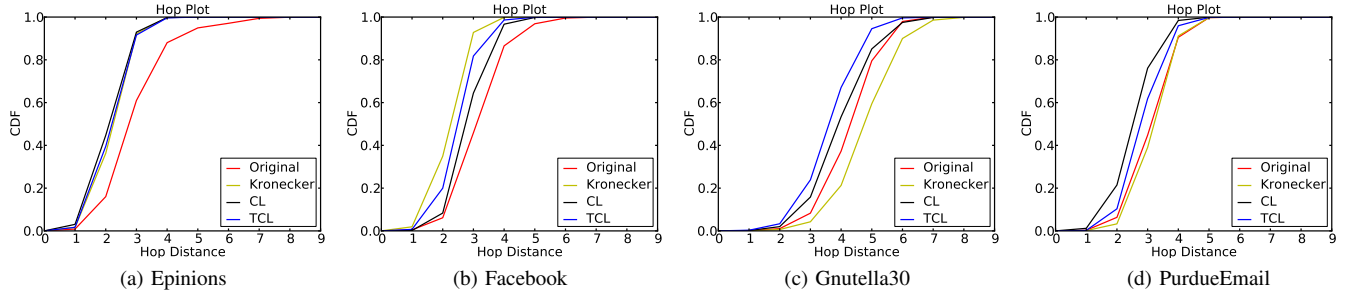 Hop Plot
1.0
0.8
0.6
0.4
0.2
0.0
CDF
Original
Kronecker
CL
TCL
0 1 2 3 4 5 6 7 8 9
Hop Distance
(a) Epinions
Hop Plot
1.0
0.8
0.6
0.4
0.2
0.0
CDF
Original
Kronecker
CL
TCL
0 1 2 3 4 5 6 7 8 9
Hop Distance
(b) Facebook
Hop Plot
1.0
0.8
0.6
0.4
0.2
0.0
CDF
Original
Kronecker
CL
TCL
0 1 2 3 4 5 6 7 8 9
Hop Distance
(c) Gnutella30
Hop Plot
1.0
0.8
0.6
0.4
0.2
0.0
CDF
Original
Kronecker
CL
TCL
0 1 2 3 4 5 6 7 8 9
Hop Distance
(d) PurdueEmail